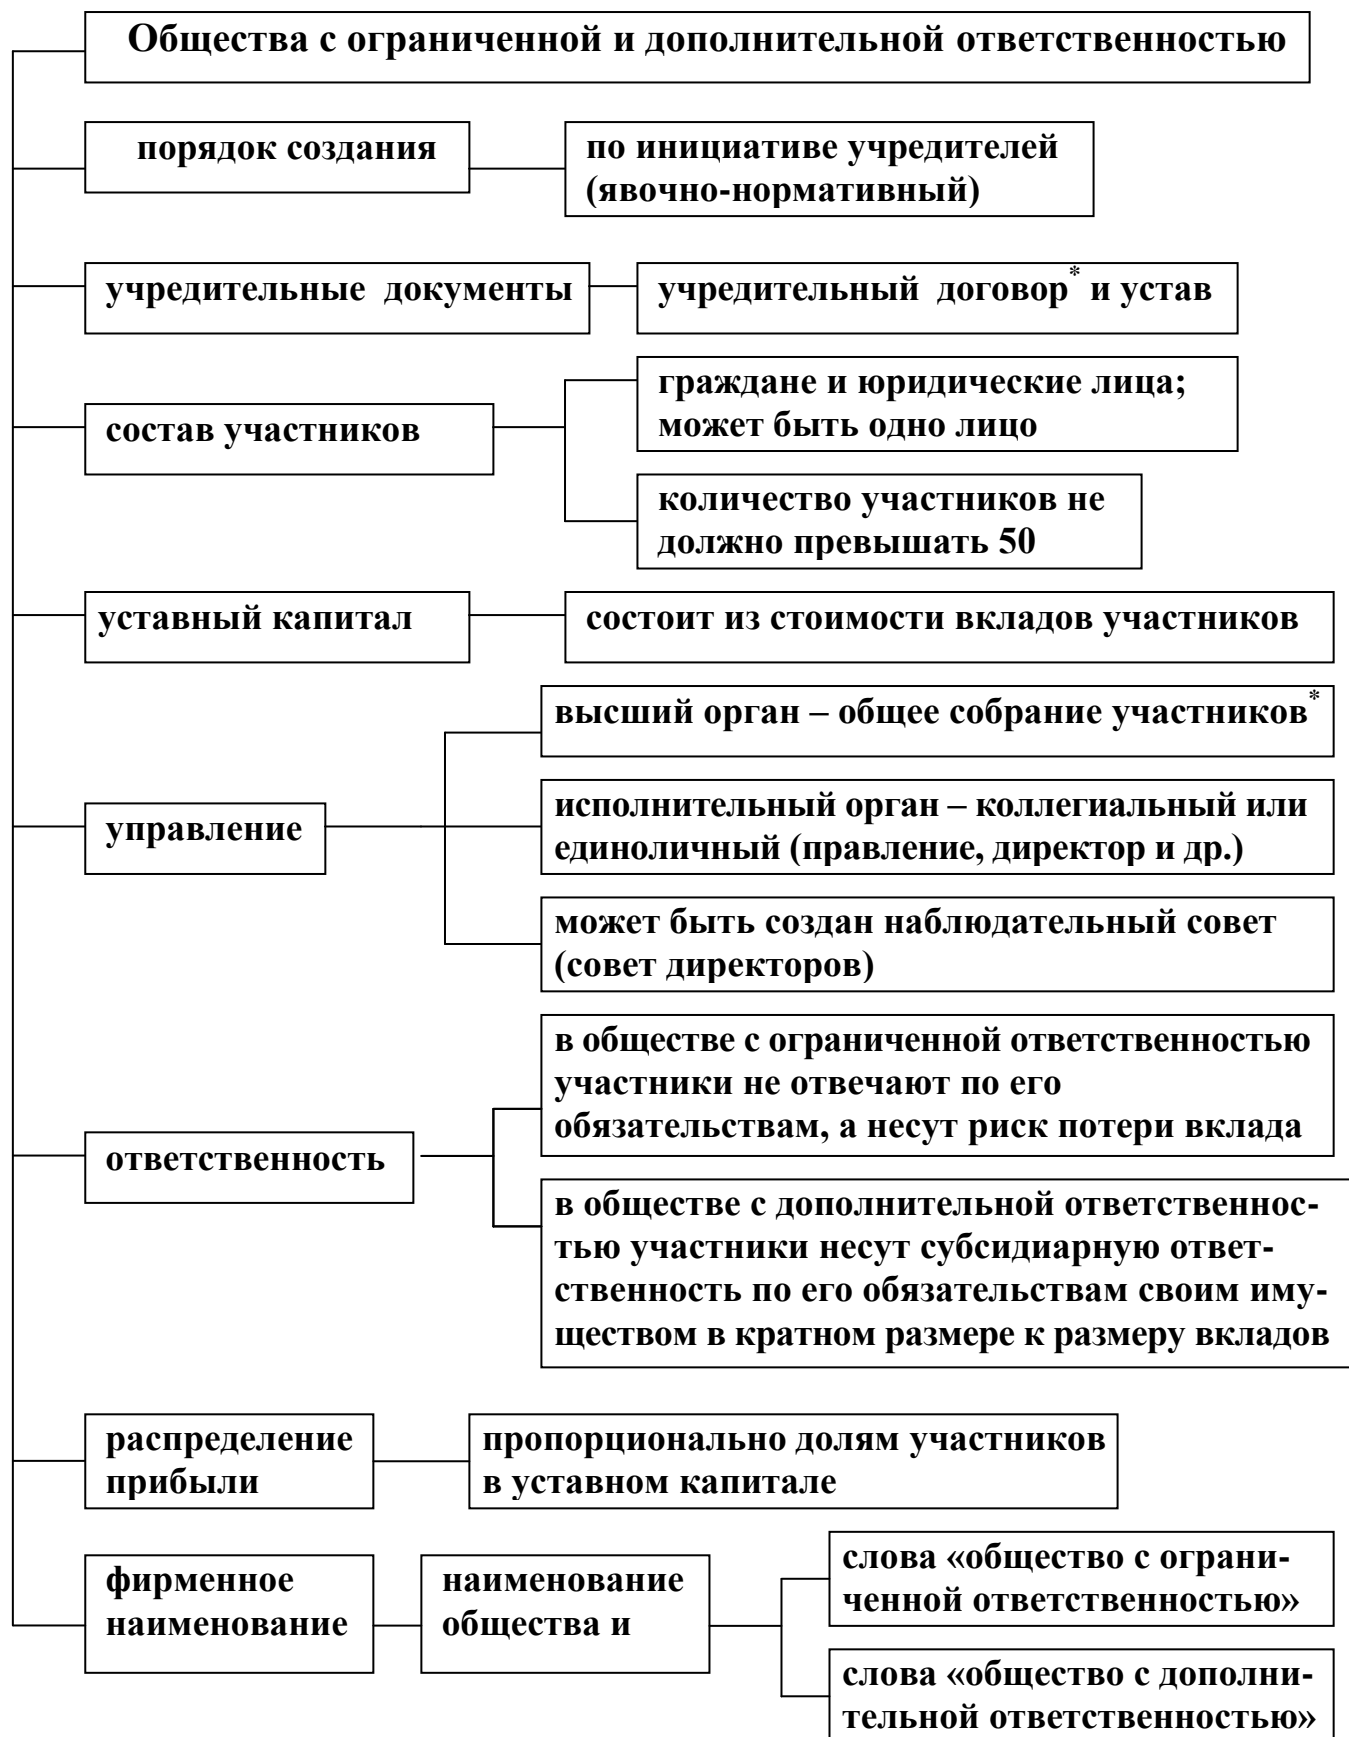 Общества с ограниченной и дополнительной ответственностью
порядок создания
по инициативе учредителей
(явочно-нормативный)
учредительные документы
учредительный договор* и устав
состав участников
граждане и юридические лица;
может быть одно лицо
количество участников не
должно превышать 50
уставный капитал
состоит из стоимости вкладов участников
управление
высший орган – общее собрание участников*
исполнительный орган – коллегиальный или
единоличный (правление, директор и др.)
может быть создан наблюдательный совет
(совет директоров)
ответственность
в обществе с ограниченной ответственностью
участники не отвечают по его
обязательствам, а несут риск потери вклада
в обществе с дополнительной ответственнос-
тью участники несут субсидиарную ответ-
ственность по его обязательствам своим иму-
ществом в кратном размере к размеру вкладов
распределение
прибыли
пропорционально долям участников
в уставном капитале
фирменное
наименование
наименование
общества и
слова «общество с ограни-
ченной ответственностью»
слова «общество с дополни-
тельной ответственностью»